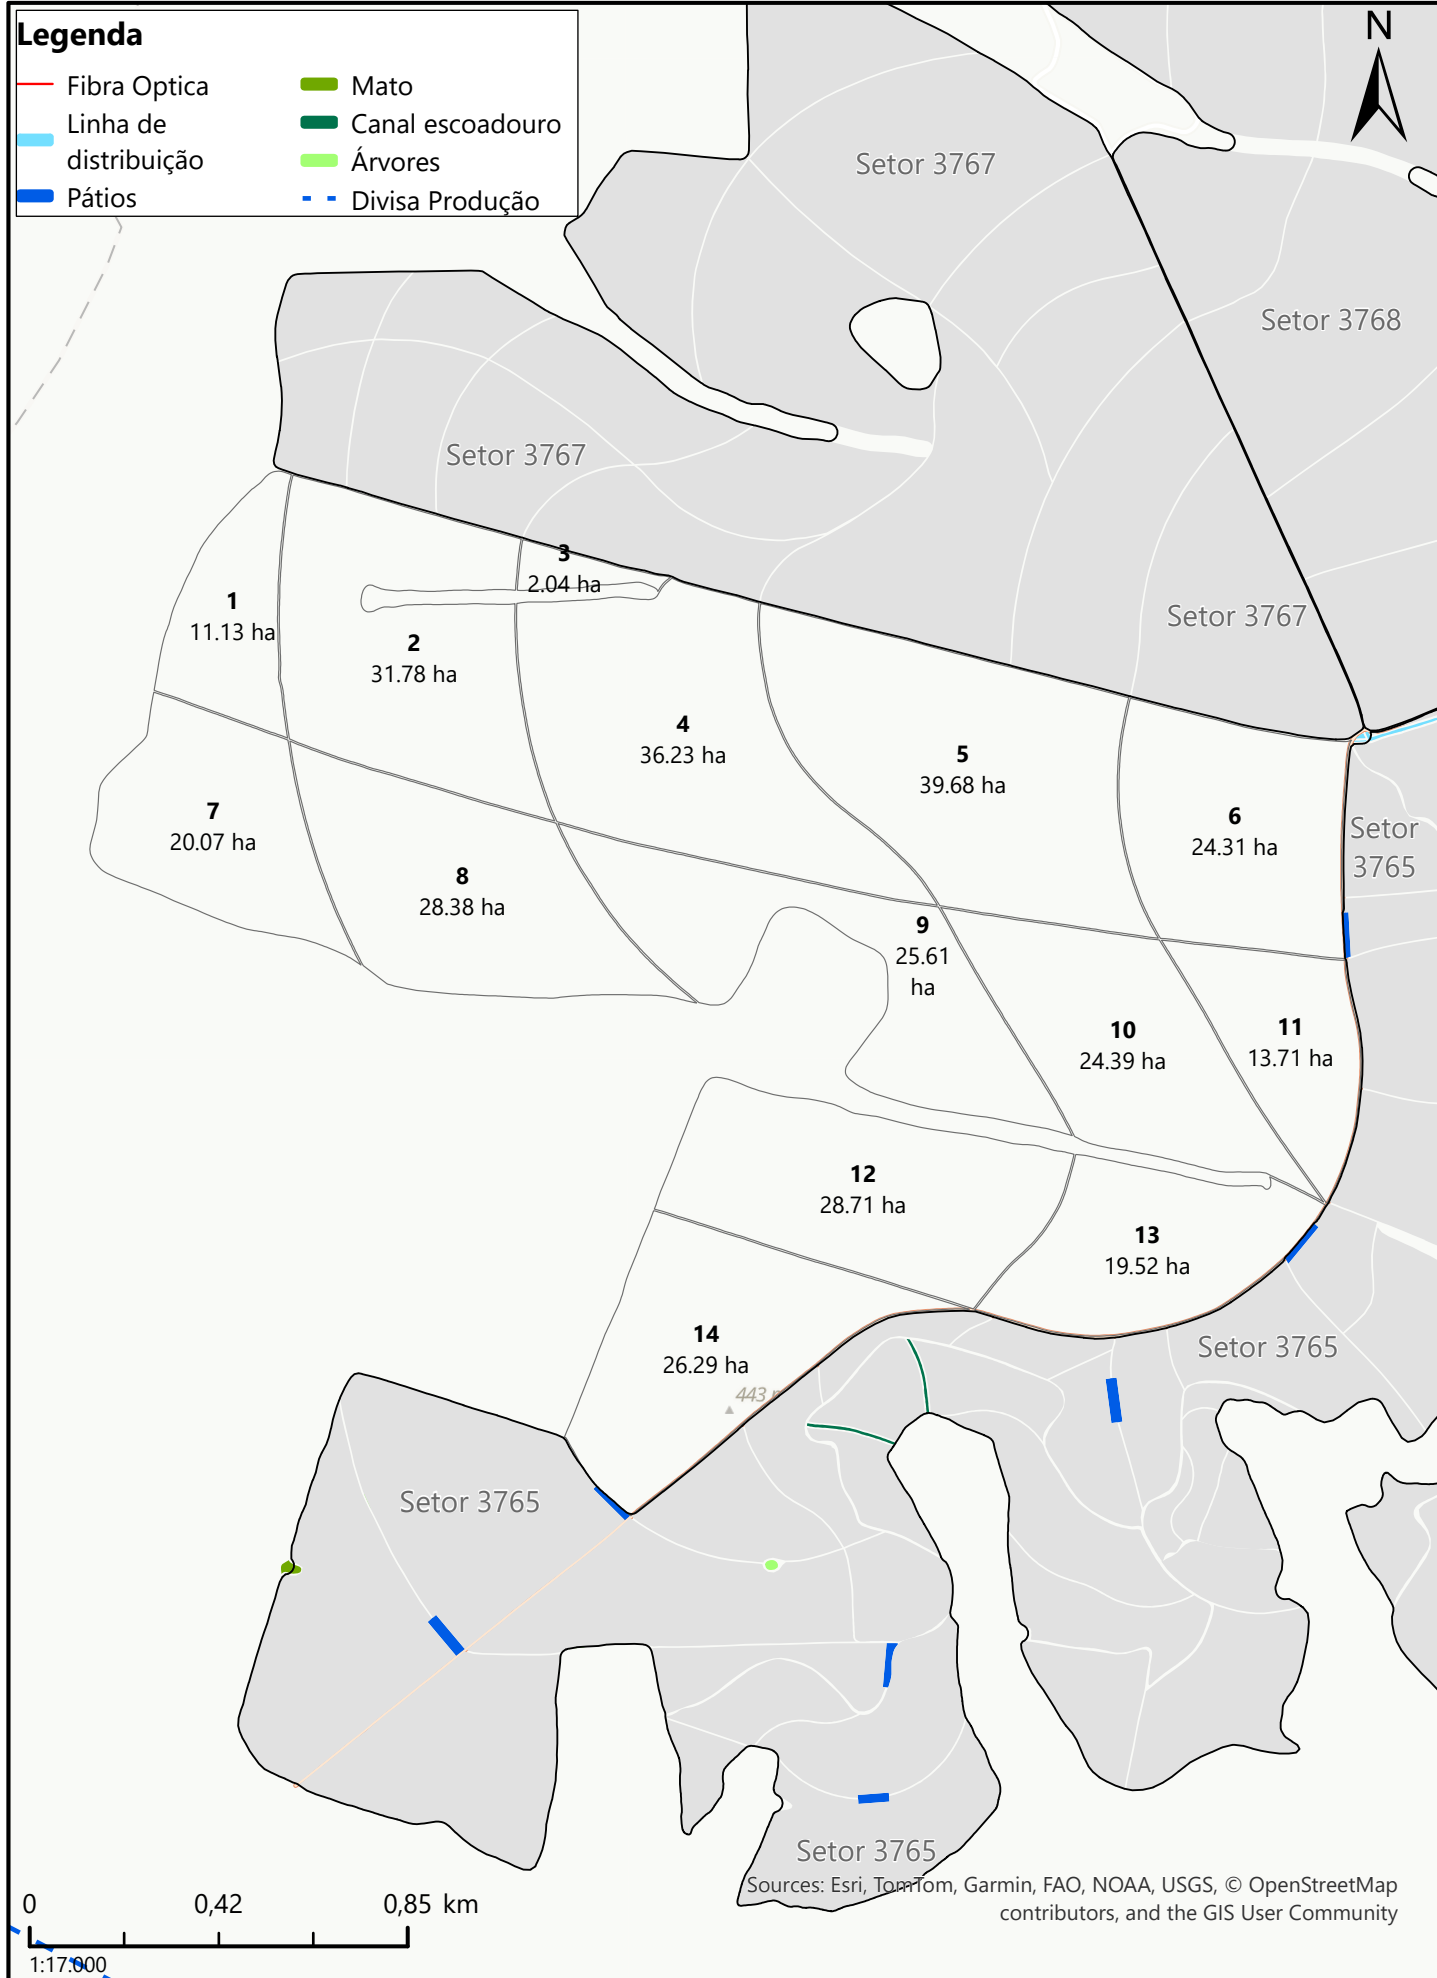 Legenda
Fibra Optica
Linha de
distribuição
Pátios
Mato
Canal escoadouro
Árvores
Divisa Produção
N
Setor 3767
Setor 3768
Setor 3767
Setor 3767
3
2.04 ha
1
11.13 ha
2
31.78 ha
4
36.23 ha
5
39.68 ha
6
24.31 ha
Setor
3765
7
20.07 ha
8
28.38 ha
9
25.61
ha
10
24.39 ha
11
13.71 ha
12
28.71 ha
13
19.52 ha
14
26.29 ha
443
Setor 3765
Setor 3765
Setor 3765
Sources: Esri, TomTom, Garmin, FAO, NOAA, USGS, © OpenStreetMap
contributors, and the GIS User Community
0 0,42 0,85 km
1:17.000